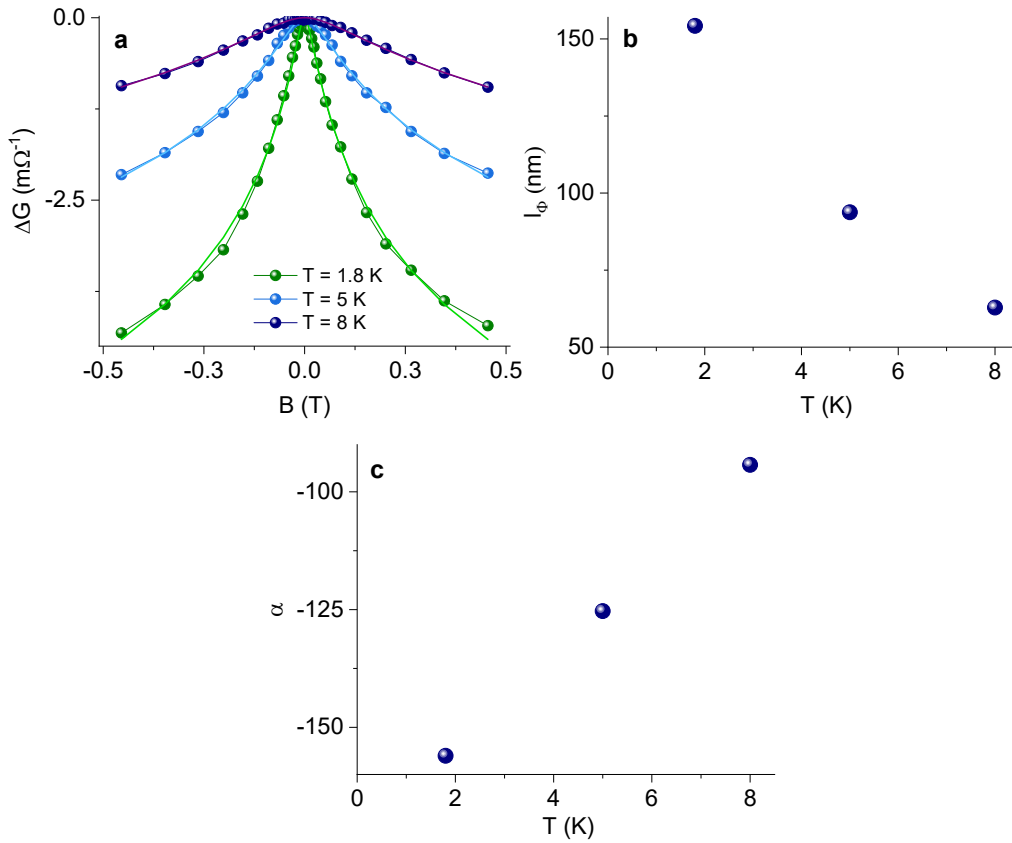 a
0.0
-2.5
ΔG (mΩ⁻¹)
T = 1.8 K
T = 5 K
T = 8 K
-0.5 -0.3 0.0 0.3 0.5
B (T)
b
150
100
50
l_Φ (nm)
0 2 4 6 8
T (K)
c
-100
-125
-150
α
0 2 4 6 8
T (K)